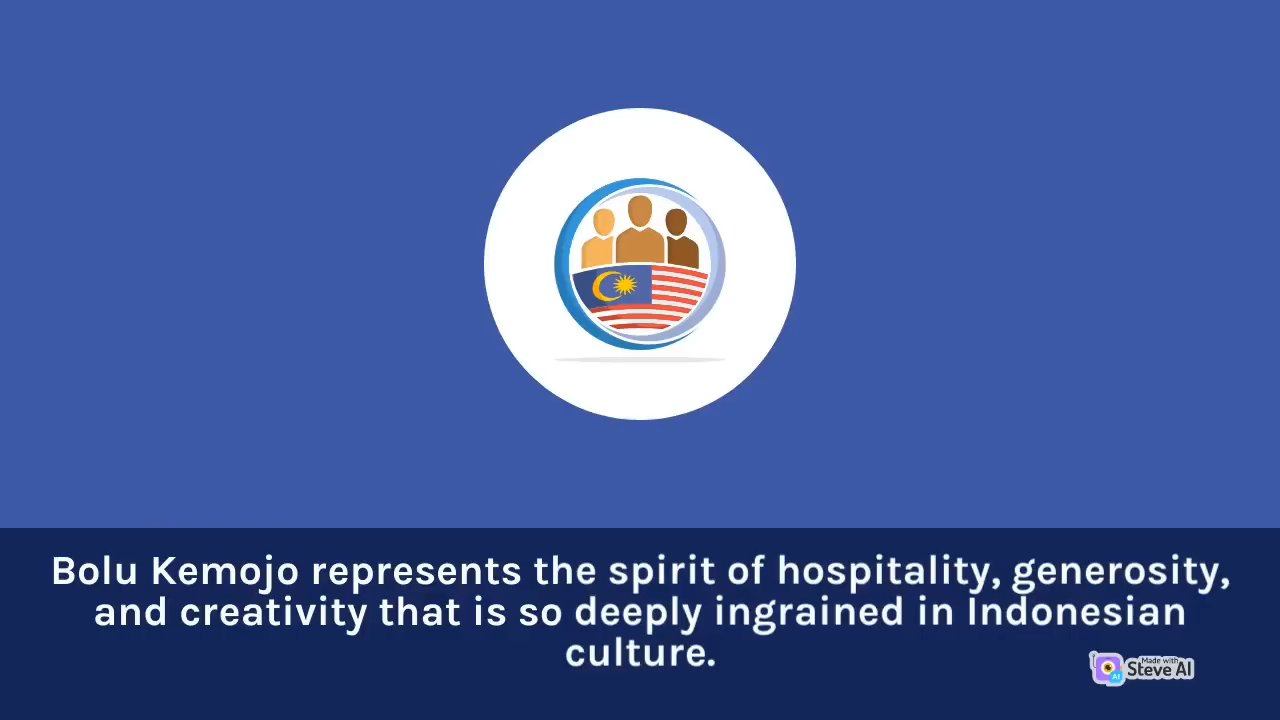 Bolu Kemojo represents the spirit of hospitality, generosity,
and creativity that is so deeply ingrained in Indonesian
culture.
Made with
Steve AI
AI